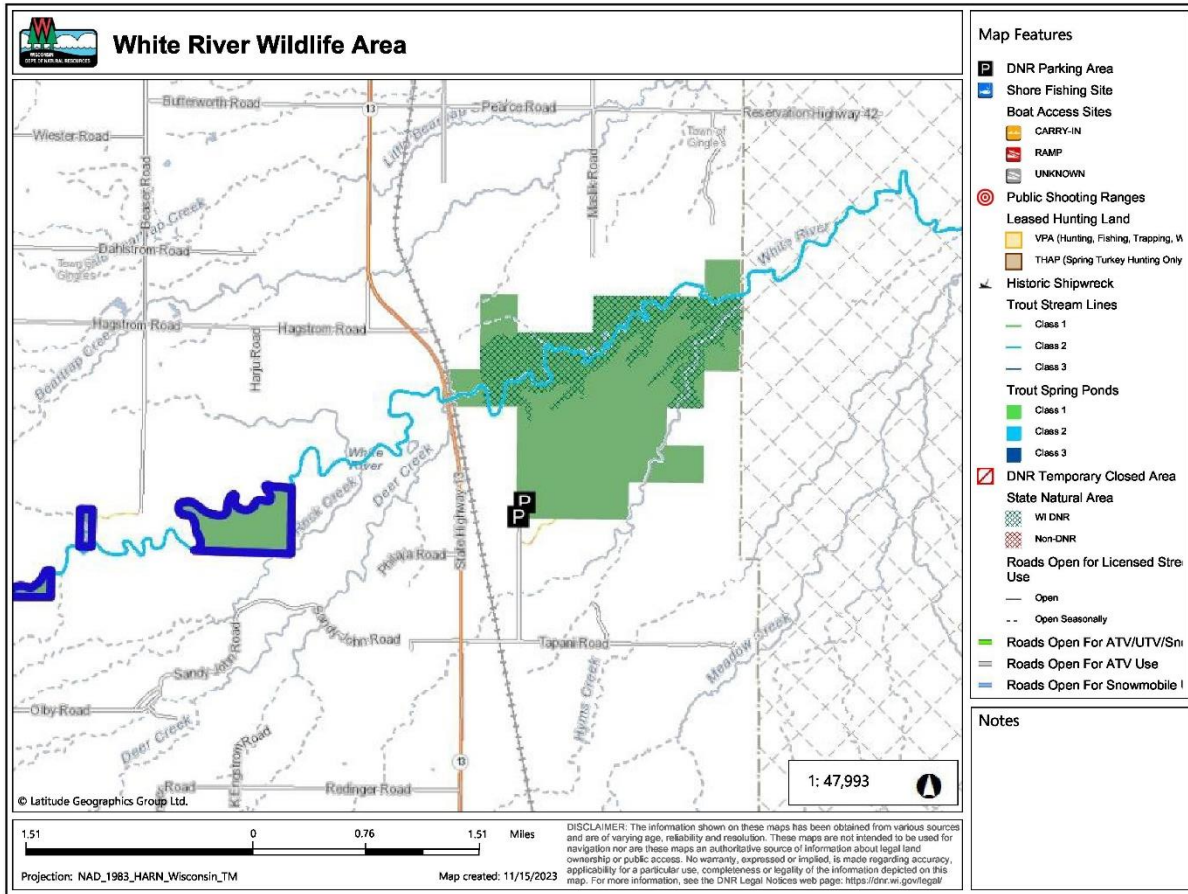 WISCONSIN
DEPT. OF NATURAL RESOURCES
White River Wildlife Area
Butterworth Road
13
Pearce Road
Reservation Highway 42
Wiester Road
Little Beartrap Creek
Town of
Gingles
Beaser Road
Maslik Road
Beartrap Creek
White River
Dahlstrom Road
Town of
Gingles
Hagstrom Road
Hagstrom Road
Harju Road
Beartrap Creek
White
River
Deer Creek
Rock Creek
State Highway 13
P
P
Road
Sandy John Road
Tapani Road
Meadow Creek
Sandy John Road
Hyms Creek
Olby Road
Deer Creek
K Engstrom Road
13
Road
Redinger Road
© Latitude Geographics Group Ltd.
1: 47,993
1.51
0
0.76
1.51
Miles
Projection: NAD_1983_HARN_Wisconsin_TM
Map created: 11/15/2023
DISCLAIMER: The information shown on these maps has been obtained from various sources
and are of varying age, reliability and resolution. These maps are not intended to be used for
navigation nor are these maps an authoritative source of information about legal land
ownership or public access. No warranty, expressed or implied, is made regarding accuracy,
applicability for a particular use, completeness or legality of the information depicted on this
map. For more information, see the DNR Legal Notices web page: https://dnr.wi.gov/legal/
Map Features
P
DNR Parking Area
Shore Fishing Site
Boat Access Sites
CARRY-IN
RAMP
UNKNOWN
Public Shooting Ranges
Leased Hunting Land
VPA (Hunting, Fishing, Trapping, W
THAP (Spring Turkey Hunting Only
Historic Shipwreck
Trout Stream Lines
Class 1
Class 2
Class 3
Trout Spring Ponds
Class 1
Class 2
Class 3
DNR Temporary Closed Area
State Natural Area
WI DNR
Non-DNR
Roads Open for Licensed Stre
Use
Open
Open Seasonally
Roads Open For ATV/UTV/Sn
Roads Open For ATV Use
Roads Open For Snowmobile
Notes